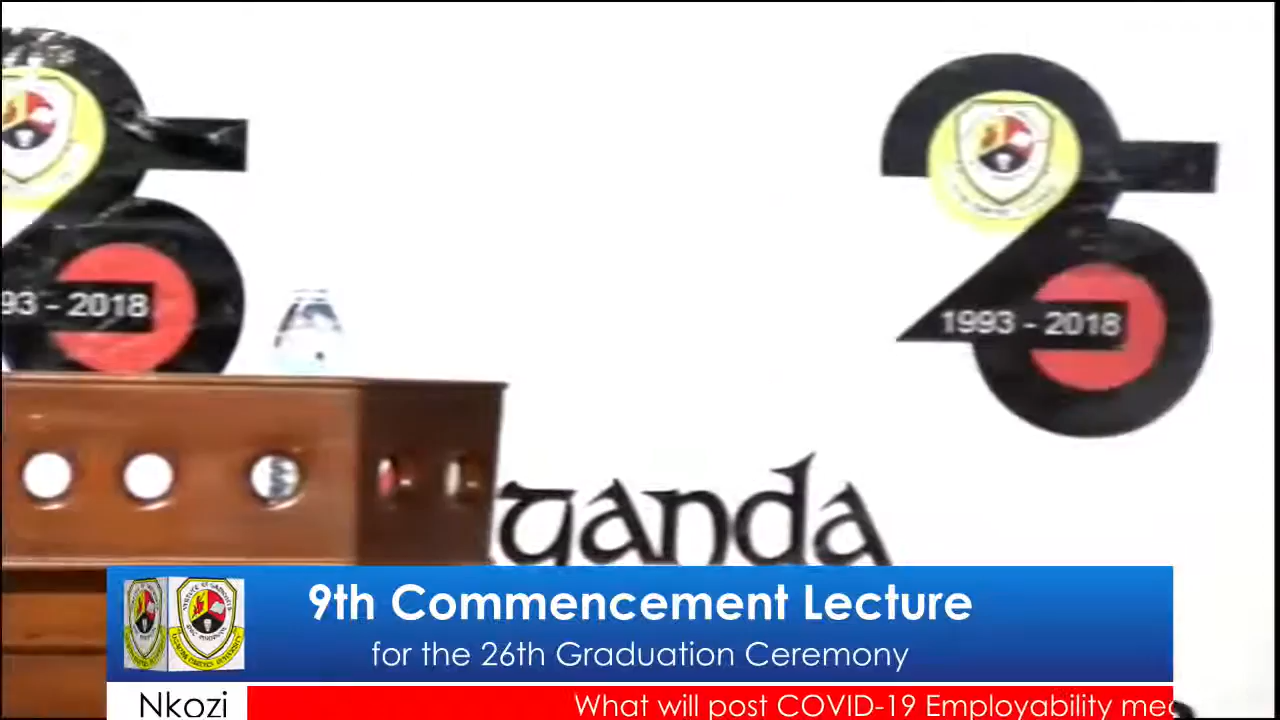 93 - 2018
1993 - 2018
ganda
9th Commencement Lecture
for the 26th Graduation Ceremony
Nkozi
What will post COVID-19 Employability mea